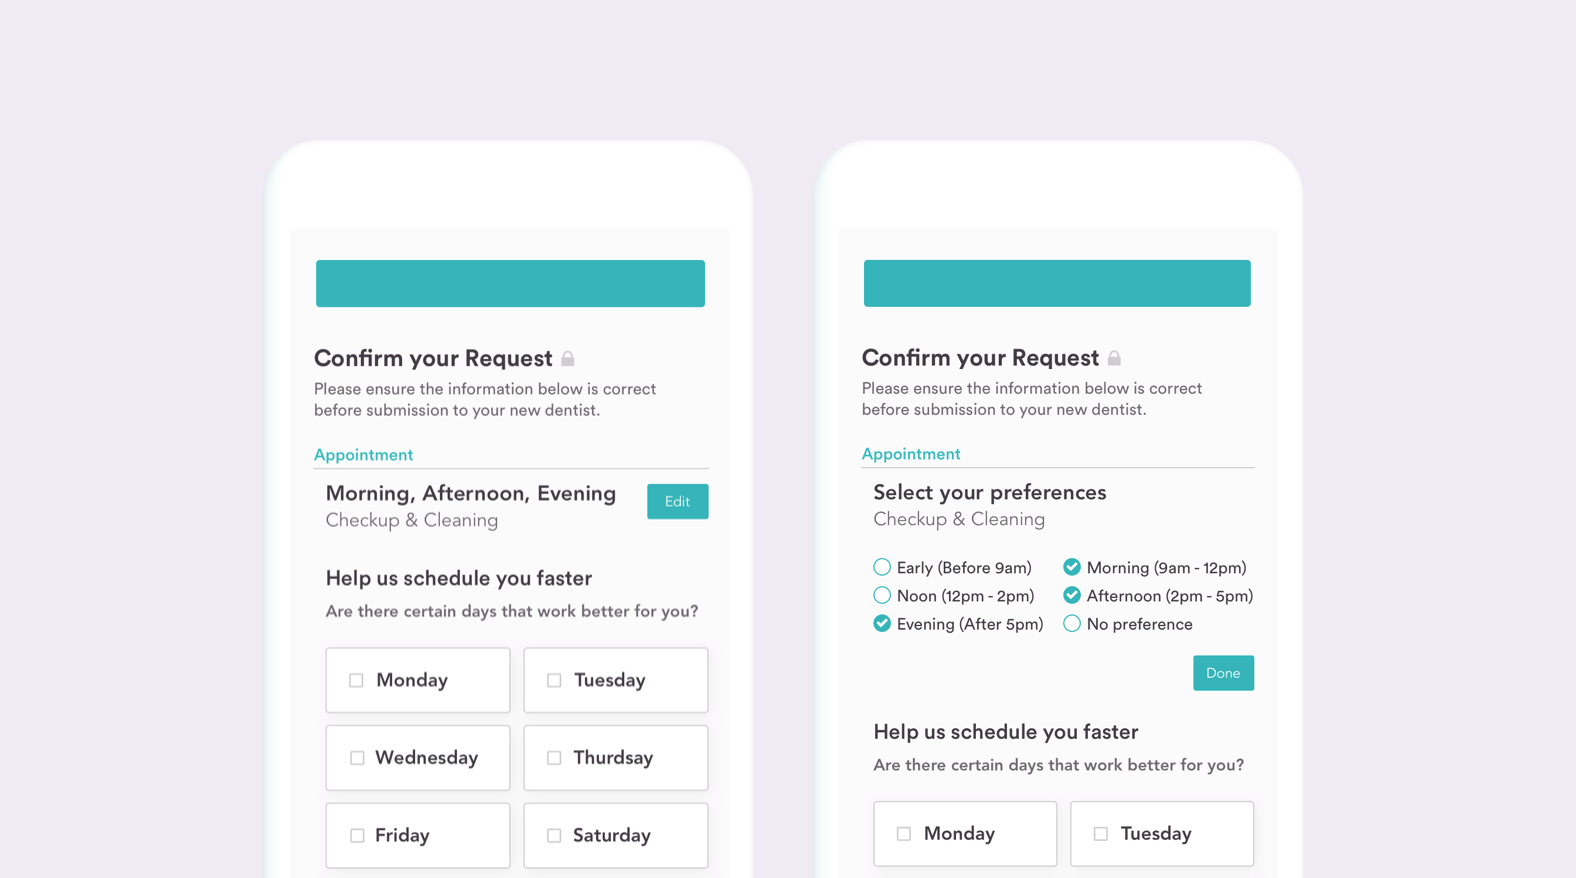 Confirm your Request
Please ensure the information below is correct
before submission to your new dentist.
Appointment
Morning, Afternoon, Evening
Edit
Checkup & Cleaning
Help us schedule you faster
Are there certain days that work better for you?
Monday
Tuesday
Wednesday
Thurdsay
Friday
Saturday
Confirm your Request
Please ensure the information below is correct
before submission to your new dentist.
Appointment
Select your preferences
Checkup & Cleaning
Early (Before 9am)
Morning (9am - 12pm)
Noon (12pm - 2pm)
Afternoon (2pm - 5pm)
Evening (After 5pm)
No preference
Done
Help us schedule you faster
Are there certain days that work better for you?
Monday
Tuesday